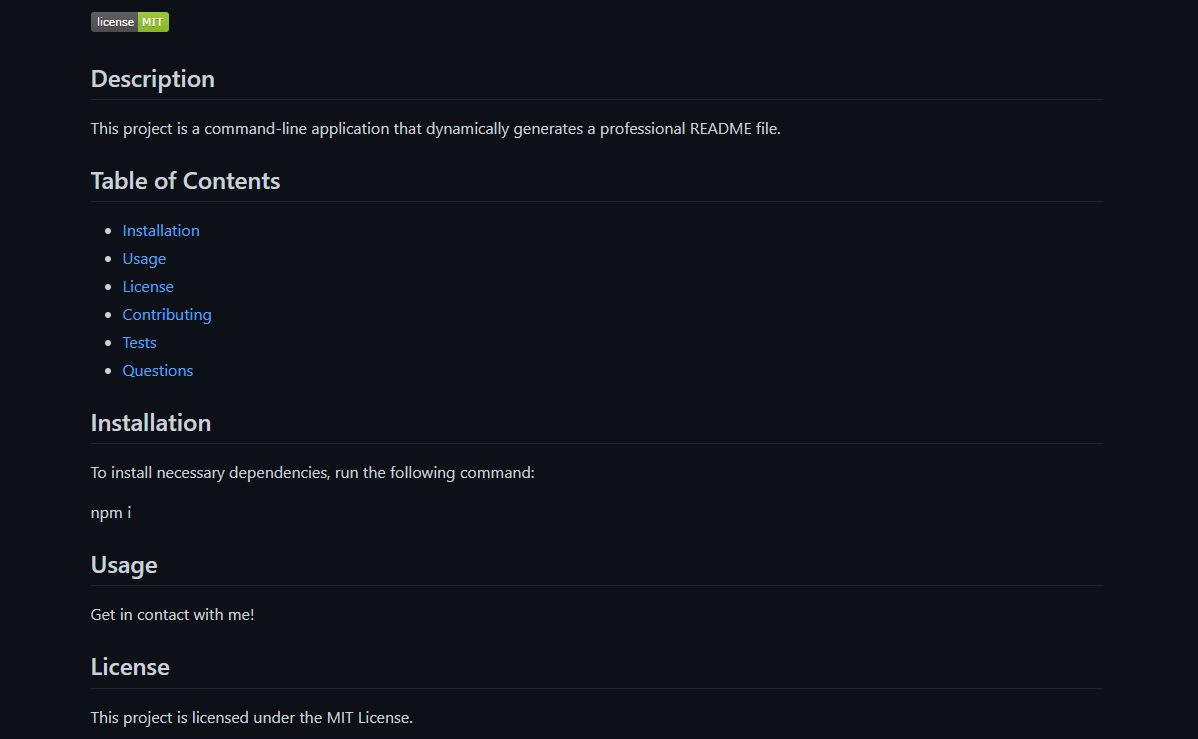 license MIT
Description
This project is a command-line application that dynamically generates a professional README file.
Table of Contents
Installation
Usage
License
Contributing
Tests
Questions
Installation
To install necessary dependencies, run the following command:
npm i
Usage
Get in contact with me!
License
This project is licensed under the MIT License.